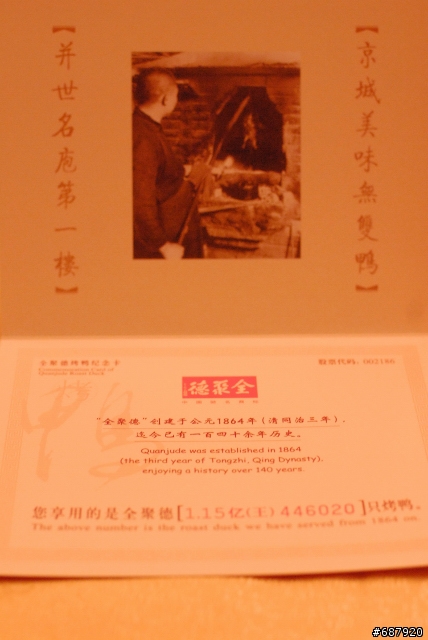 【京城美味無雙鴨】
【并世名庖第一樓】
全聚德烤鸭纪念卡
Commemorative Card of
Quanjude Roast Duck
股票代码：002186
鸭
德聚全
"全聚德"创建于公元1864年（清同治三年），
迄今已有一百四十余年历史。
Quanjude was established in 1864
(the third year of Tongzhi, Qing Dynasty),
enjoying a history over 140 years.
您享用的是全聚德[1.15亿(王)446020]只烤鸭。
The above number is the roast duck we have served from 1864 on.
#687920